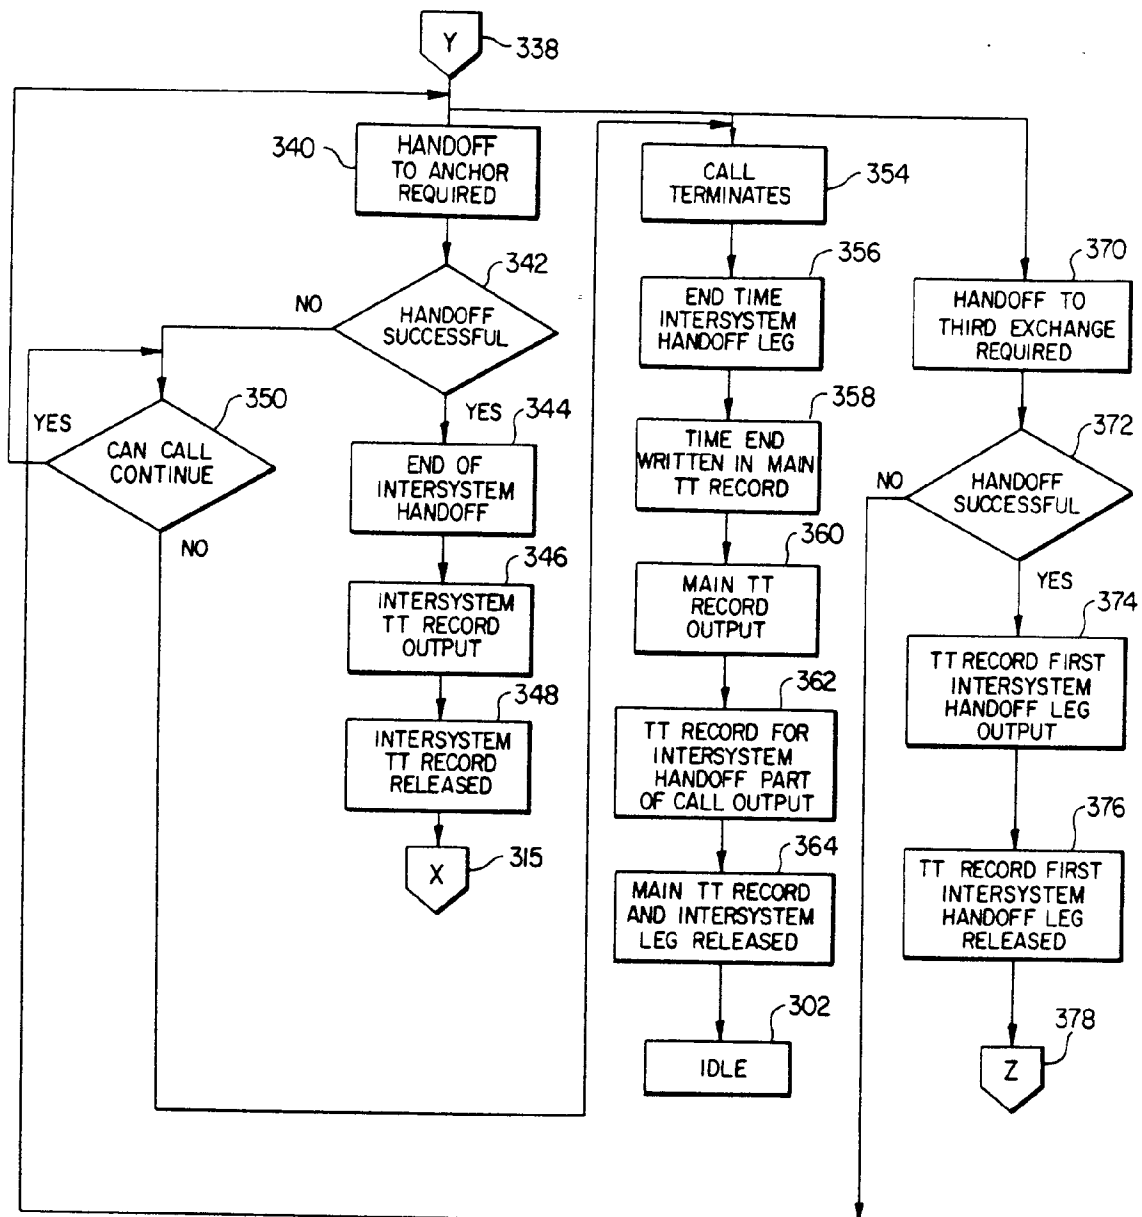 Y
338
340
HANDOFF
TO ANCHOR
REQUIRED
342
HANDOFF
SUCCESSFUL
NO
YES
350
CAN CALL
CONTINUE
YES
NO
344
END OF
INTERSYSTEM
HANDOFF
346
INTERSYSTEM
TT RECORD
OUTPUT
348
INTERSYSTEM
TT RECORD
RELEASED
X
315
354
CALL
TERMINATES
356
END TIME
INTERSYSTEM
HANDOFF LEG
358
TIME END
WRITTEN IN MAIN
TT RECORD
360
MAIN TT
RECORD
OUTPUT
362
TT RECORD FOR
INTERSYSTEM
HANDOFF PART
OF CALL OUTPUT
364
MAIN TT RECORD
AND INTERSYSTEM
LEG RELEASED
302
IDLE
370
HANDOFF TO
THIRD EXCHANGE
REQUIRED
372
HANDOFF
SUCCESSFUL
NO
YES
374
TT RECORD FIRST
INTERSYSTEM
HANDOFF LEG
OUTPUT
376
TT RECORD FIRST
INTERSYSTEM
HANDOFF LEG
RELEASED
378
Z